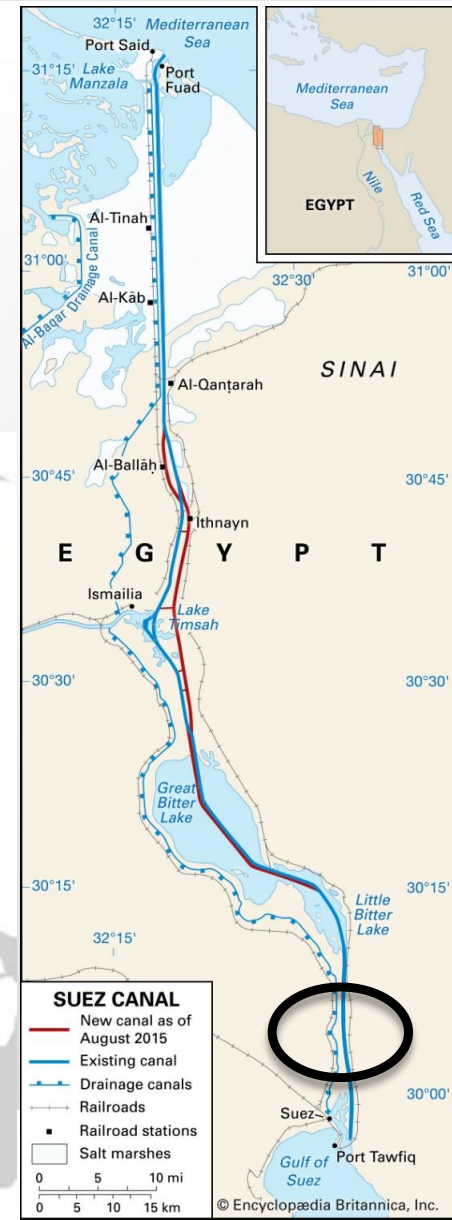 32°15'
Mediterranean
Sea
Port Said
31°15'
Lake
Manzala
Port
Fuad
Mediterranean
Sea
EGYPT
Nile
Red Sea
Al-Tinah
31°00'
Al-Baqar Drainage Canal
32°30'
31°00'
Al-Kāb
SINAI
Al-Qanṭarah
Al-Ballāḥ
30°45'
30°45'
Ithnayn
E G Y P T
Ismailia
Lake
Timsah
30°30'
30°30'
Great
Bitter
Lake
30°15'
30°15'
Little
Bitter
Lake
32°15'
SUEZ CANAL
New canal as of
August 2015
Existing canal
Drainage canals
Railroads
Railroad stations
Salt marshes
0 5 10 mi
0 5 10 15 km
30°00'
Suez
Port Tawfiq
Gulf of
Suez
© Encyclopædia Britannica, Inc.